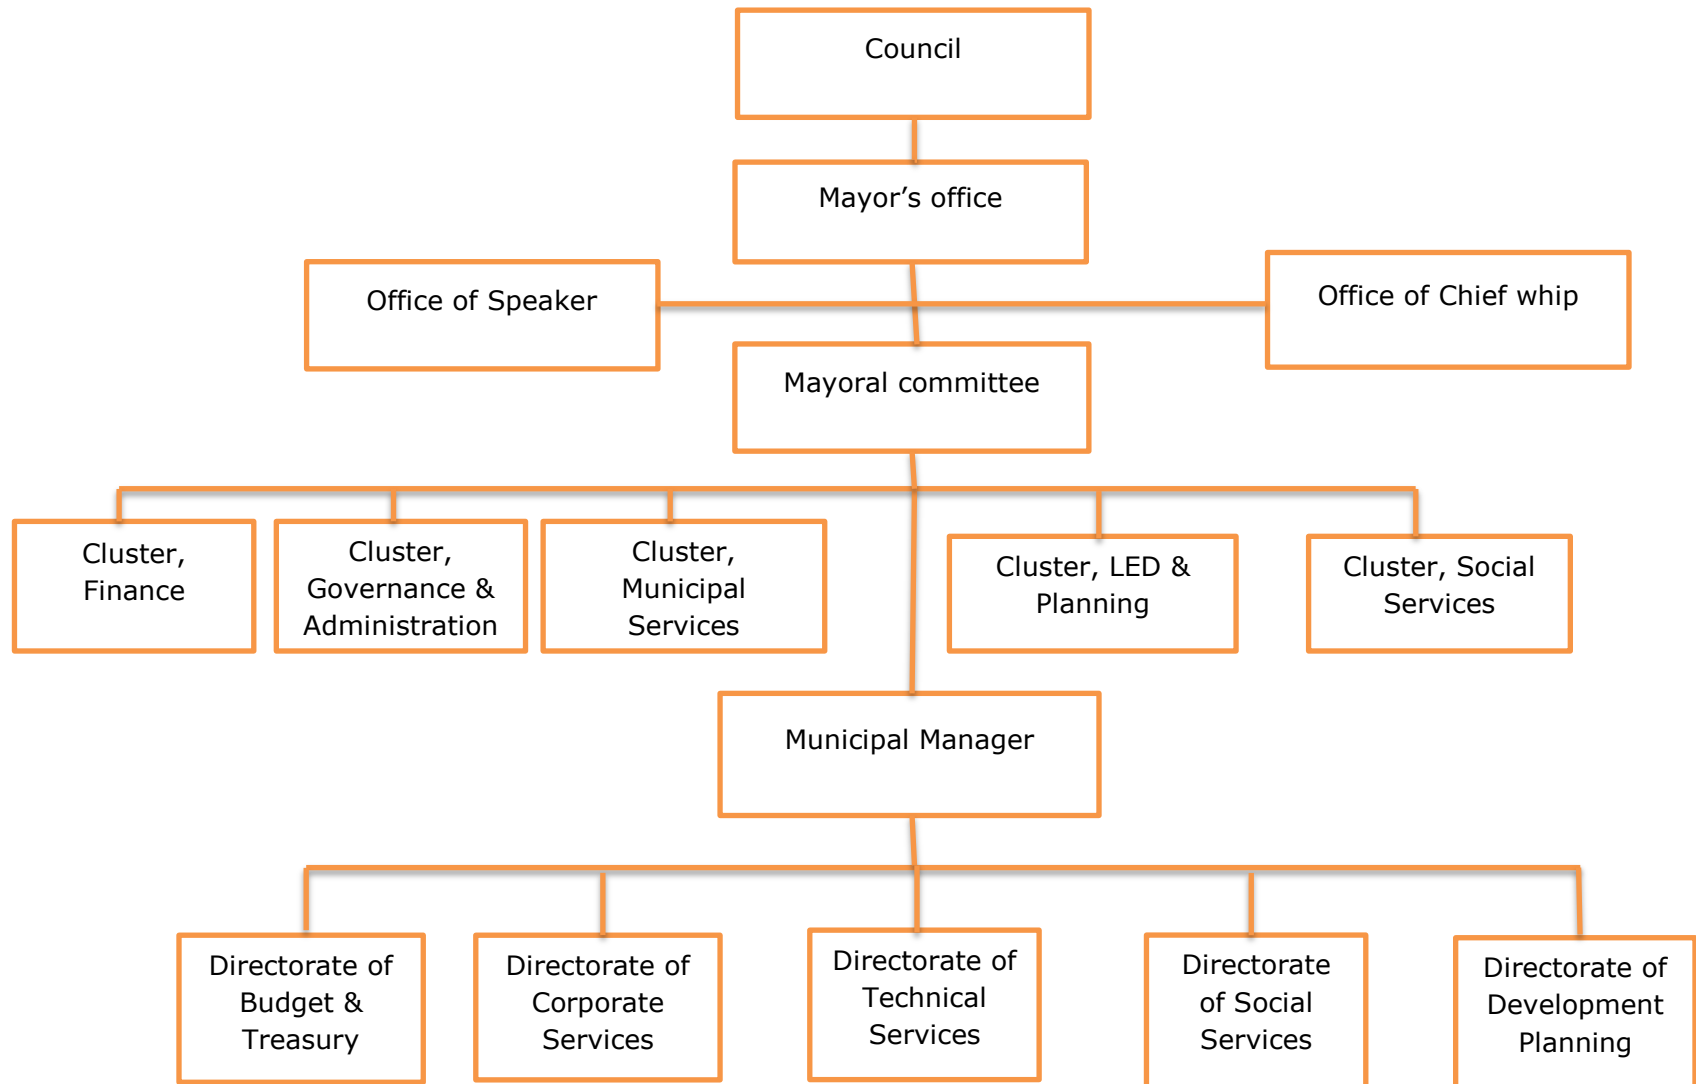 Council
Mayor’s office
Office of Speaker
Office of Chief whip
Mayoral committee
Cluster,
Finance
Cluster,
Governance &
Administration
Cluster,
Municipal
Services
Cluster, LED &
Planning
Cluster, Social
Services
Municipal Manager
Directorate of
Budget &
Treasury
Directorate of
Corporate
Services
Directorate of
Technical
Services
Directorate
of Social
Services
Directorate of
Development
Planning